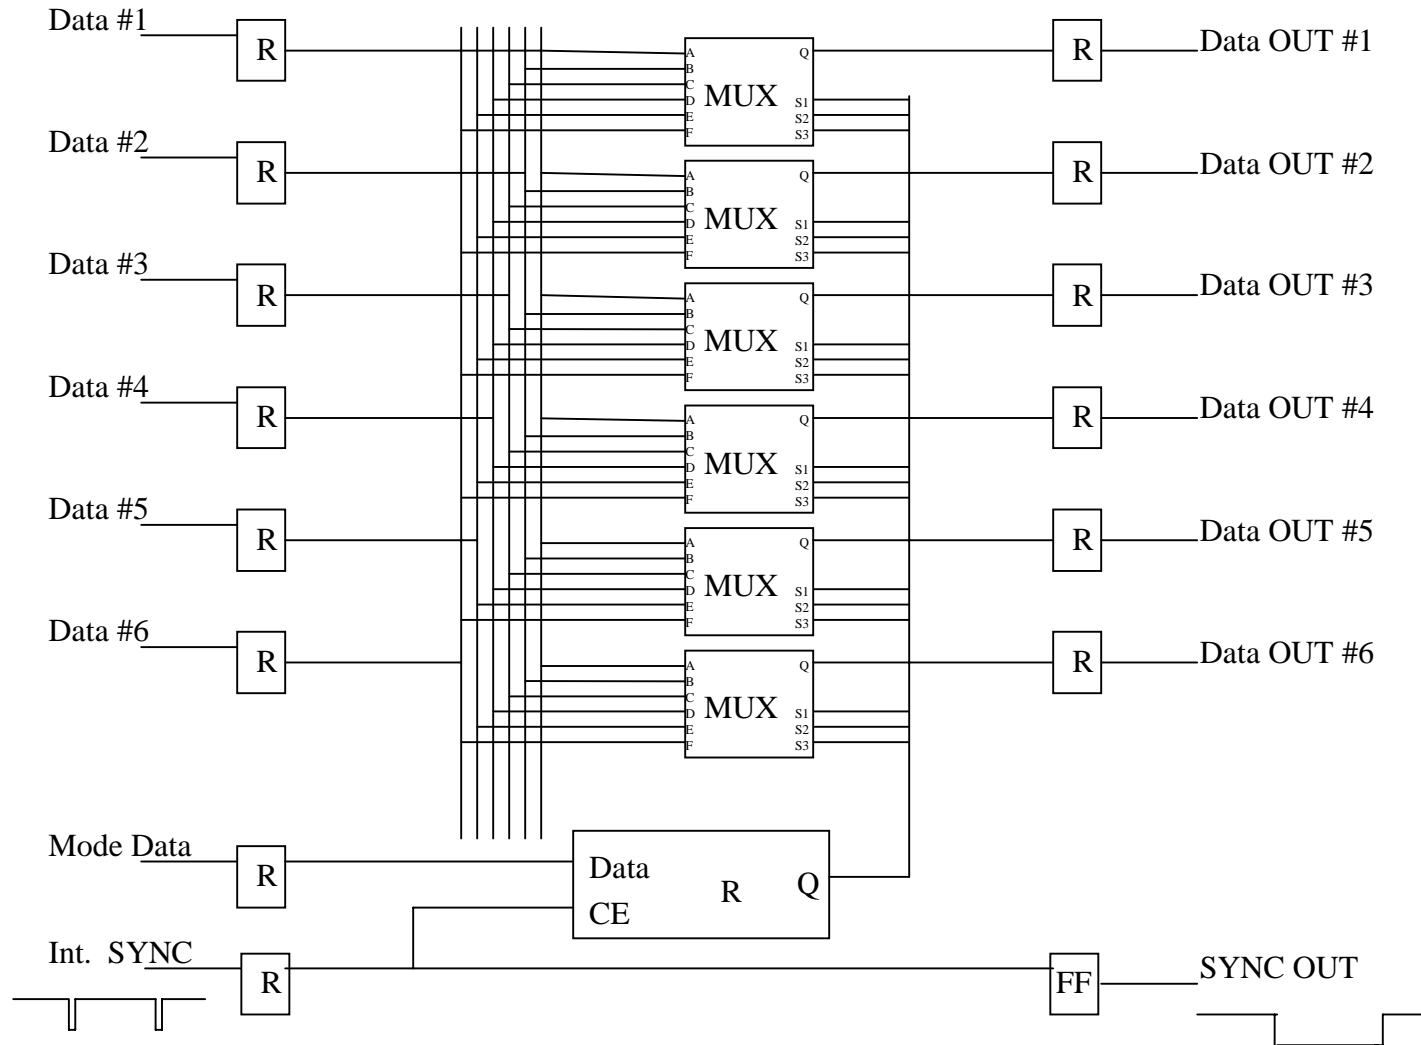 Data #1
R
A
B
C
D
E
F
MUX
Q
S1
S2
S3
R
Data OUT #1
Data #2
R
A
B
C
D
E
F
MUX
Q
S1
S2
S3
R
Data OUT #2
Data #3
R
A
B
C
D
E
F
MUX
Q
S1
S2
S3
R
Data OUT #3
Data #4
R
A
B
C
D
E
F
MUX
Q
S1
S2
S3
R
Data OUT #4
Data #5
R
A
B
C
D
E
F
MUX
Q
S1
S2
S3
R
Data OUT #5
Data #6
R
A
B
C
D
E
F
MUX
Q
S1
S2
S3
R
Data OUT #6
Mode Data
R
Data
CE
R
Q
Int. SYNC
R
FF
SYNC OUT